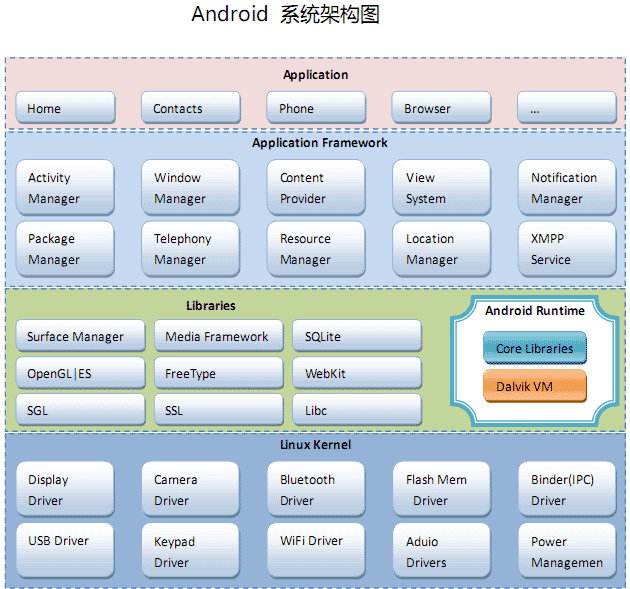 Android 系统架构图
Application
Home
Contacts
Phone
Browser
...
Application Framework
Activity
Manager
Window
Manager
Content
Provider
View
System
Notification
Manager
Package
Manager
Telephony
Manager
Resource
Manager
Location
Manager
XMPP
Service
Libraries
Surface Manager
Media Framework
SQLite
OpenGL|ES
FreeType
WebKit
SGL
SSL
Libc
Android Runtime
Core Libraries
Dalvik VM
Linux Kernel
Display
Driver
Camera
Driver
Bluetooth
Driver
Flash Mem
Driver
Binder(IPC)
Driver
USB Driver
Keypad
Driver
WiFi Driver
Aduio
Drivers
Power
Managemen